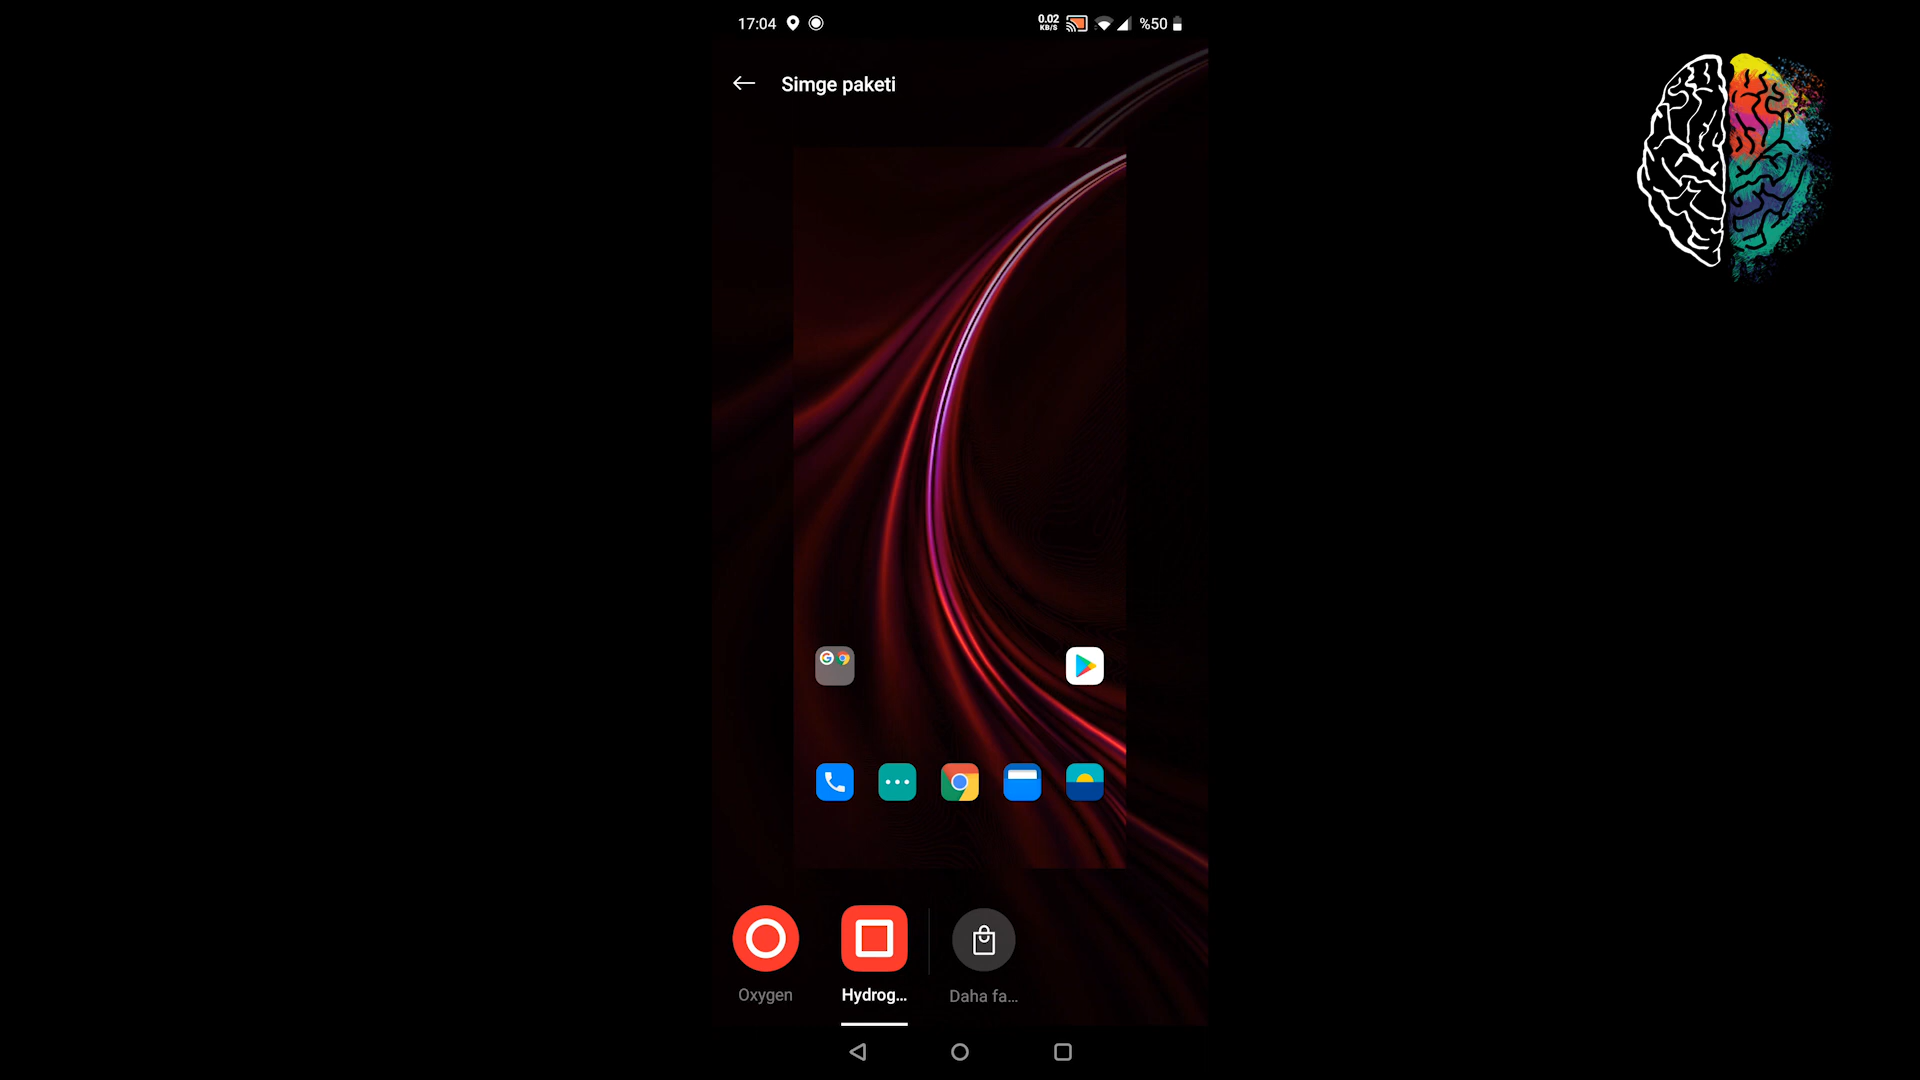 17:04
0.02
KB/S
%50
Simge paketi
Oxygen
Hydrog...
Daha fa...